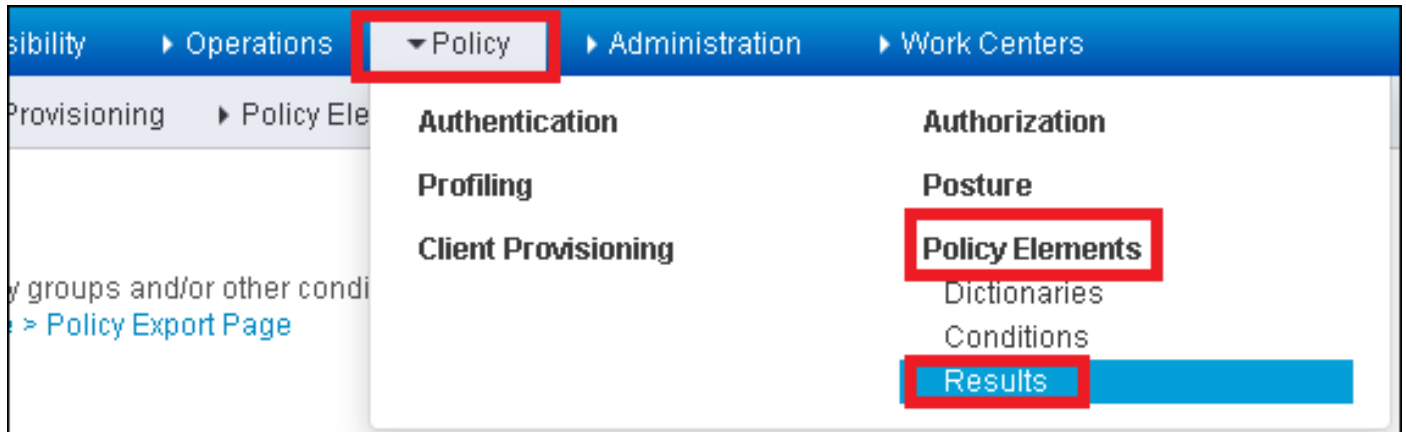 sibility Operations Policy Administration Work Centers
Provisioning Policy Ele
Authentication Authorization
Profiling Posture
Client Provisioning Policy Elements
y groups and/or other condi Dictionaries
e > Policy Export Page Conditions
Results